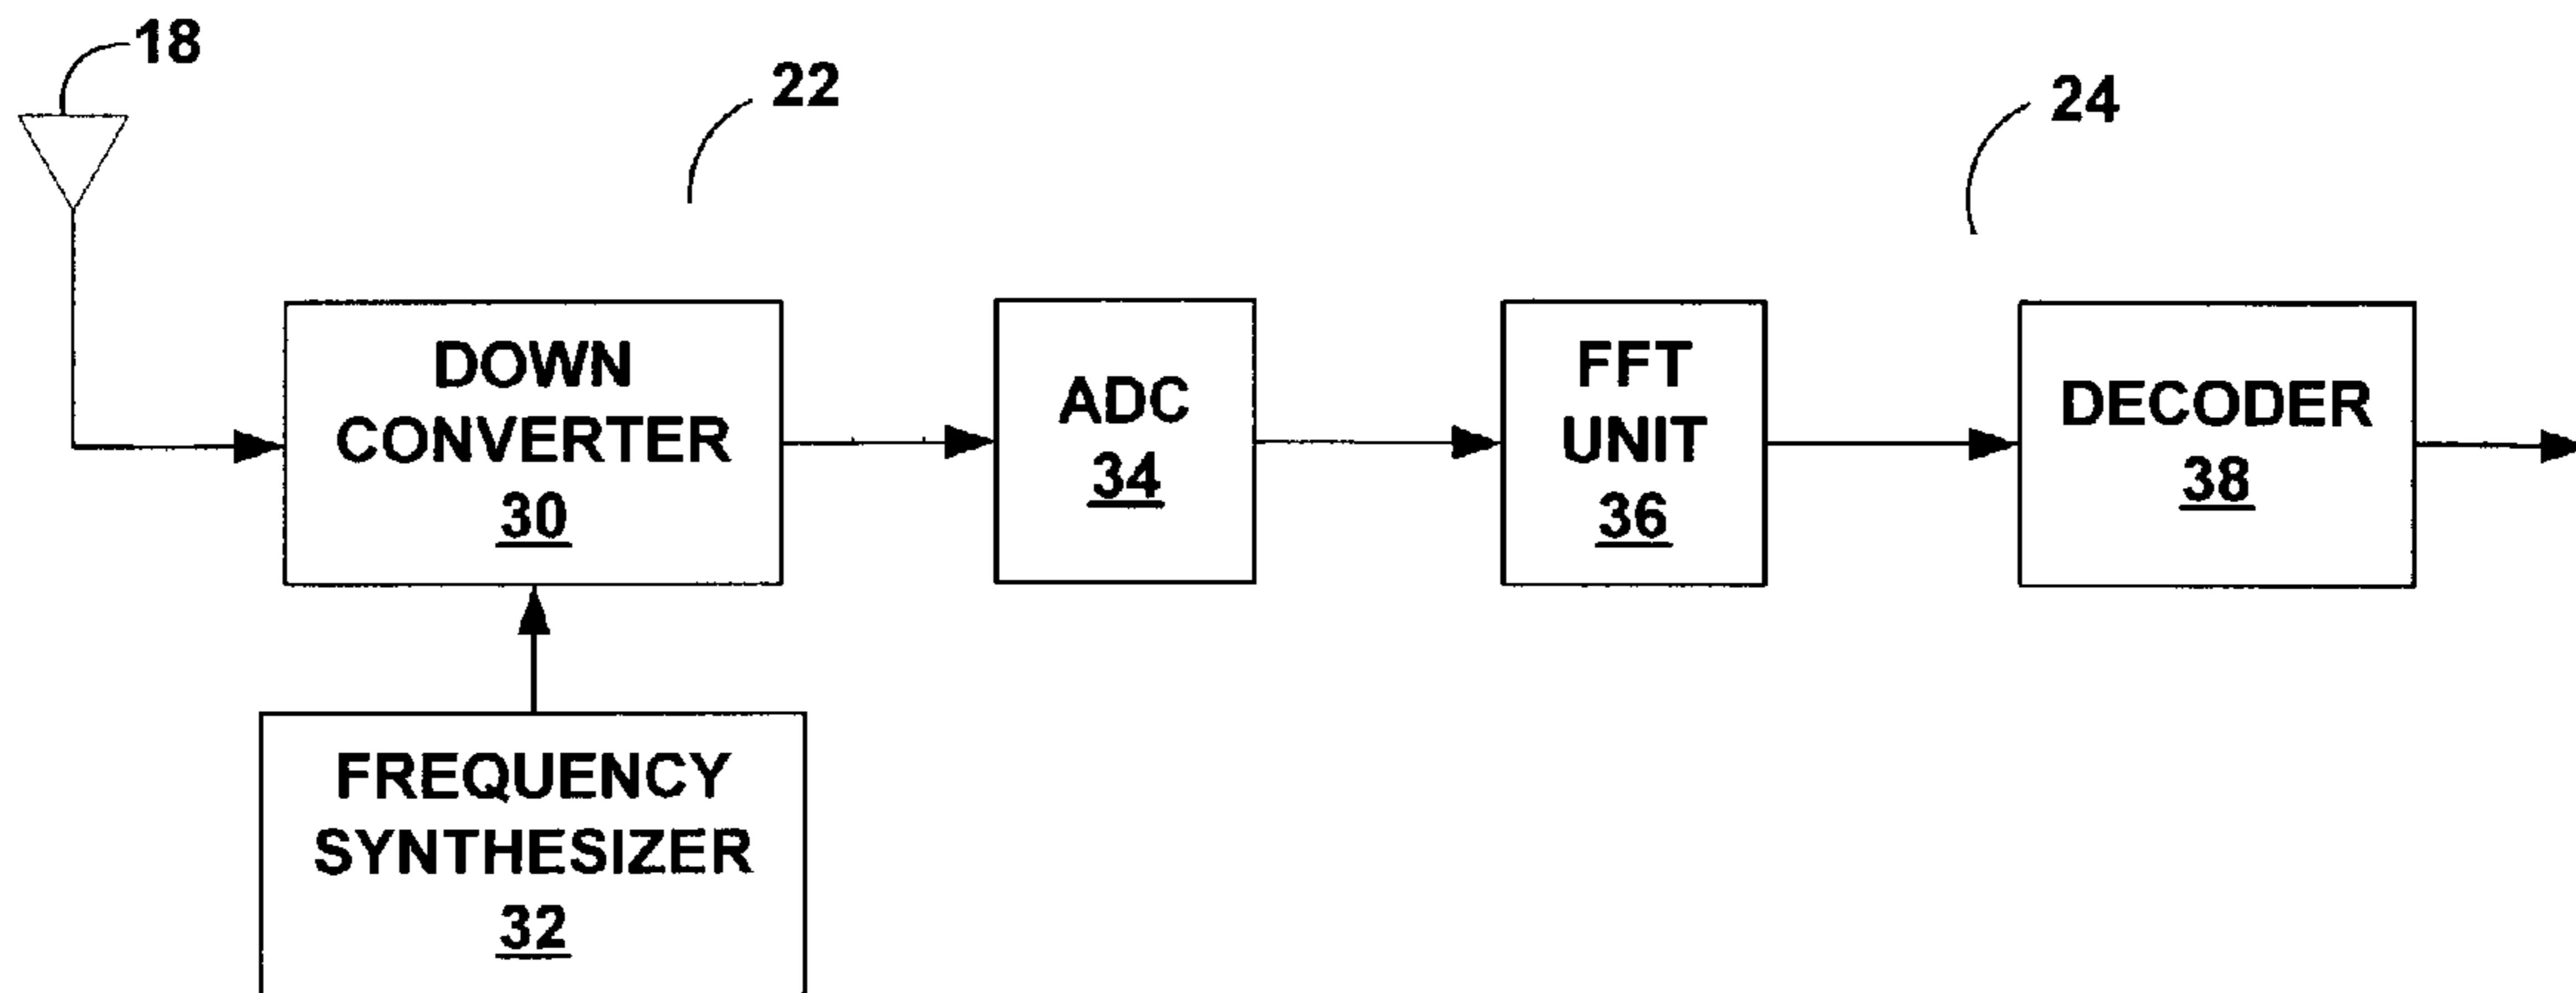 18
22
24
DOWN
CONVERTER
30
ADC
34
FFT
UNIT
36
DECODER
38
FREQUENCY
SYNTHESIZER
32